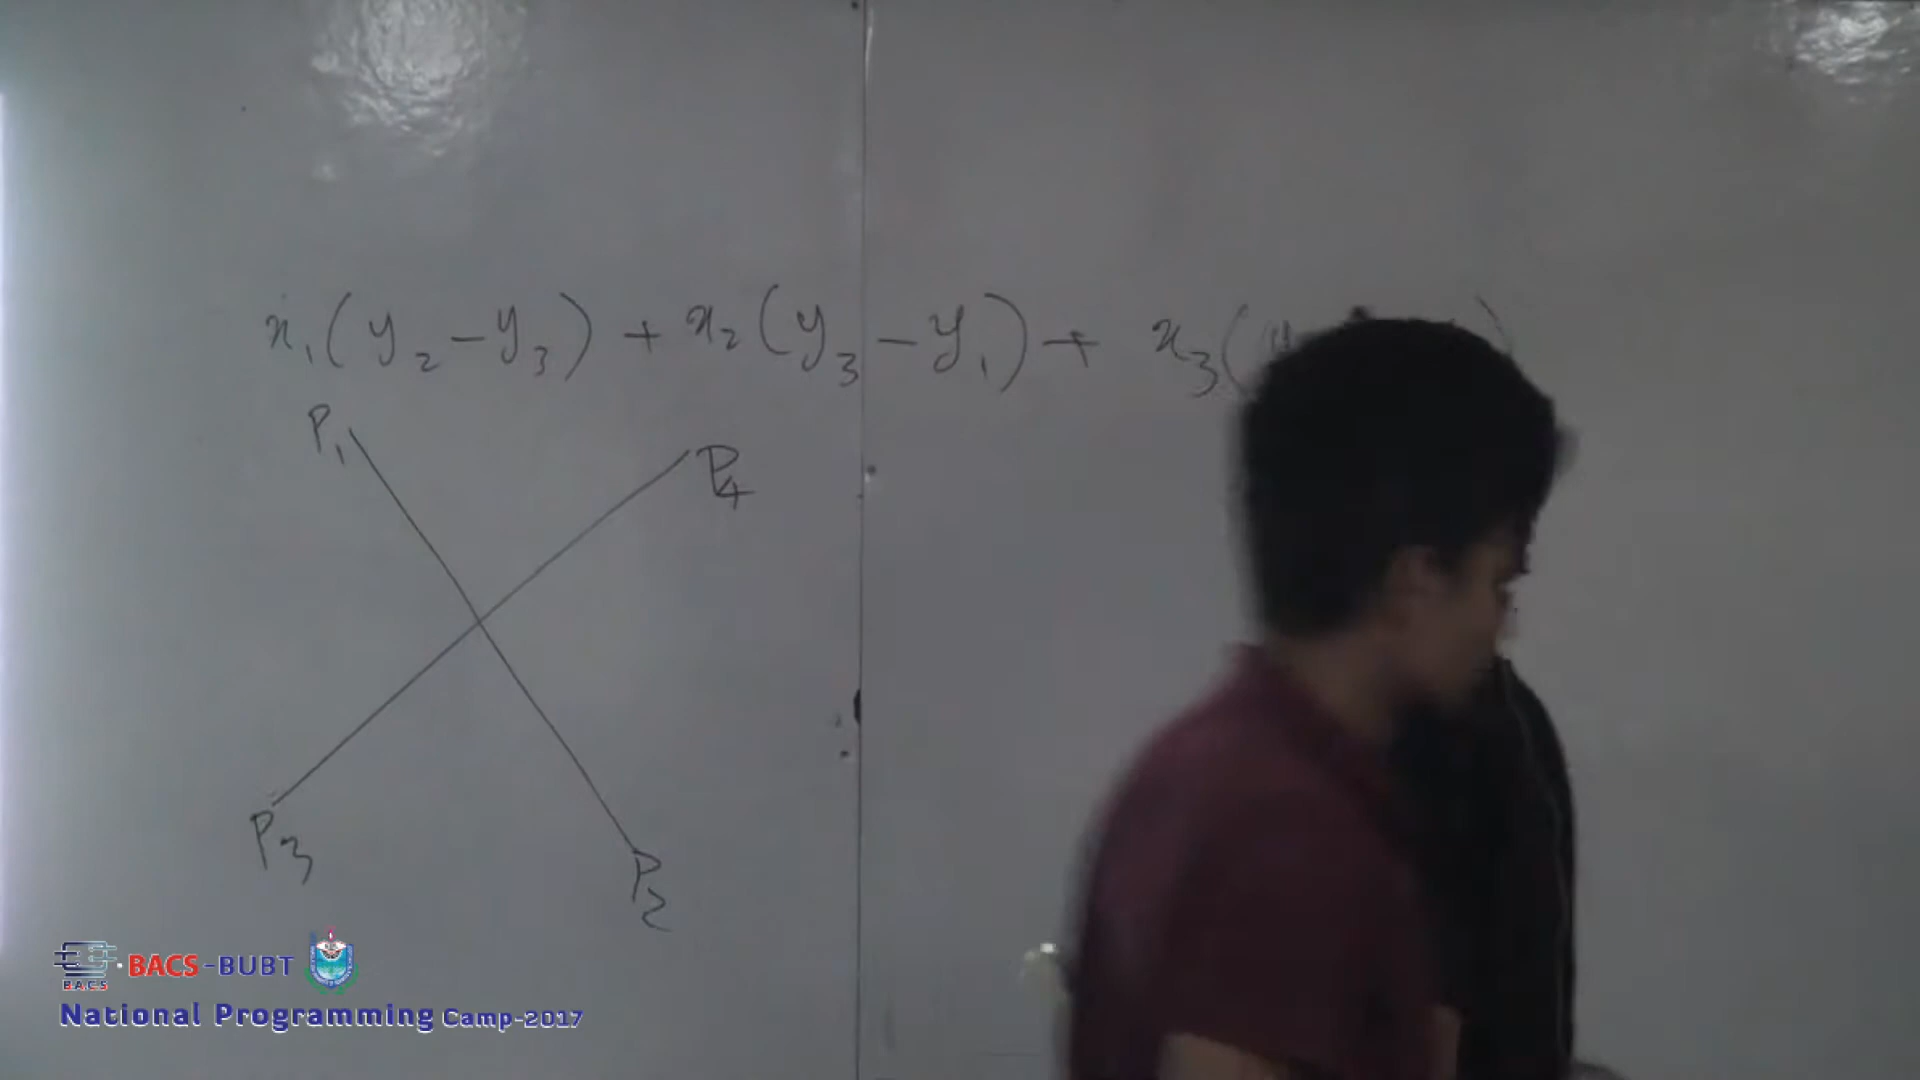 x₁(y₂-y₃) + x₂(y₃-y₁) + x₃(
P₁
P₄
P₃
P₂
BACS-BUBT
B.A.C.S
National Programming Camp-2017